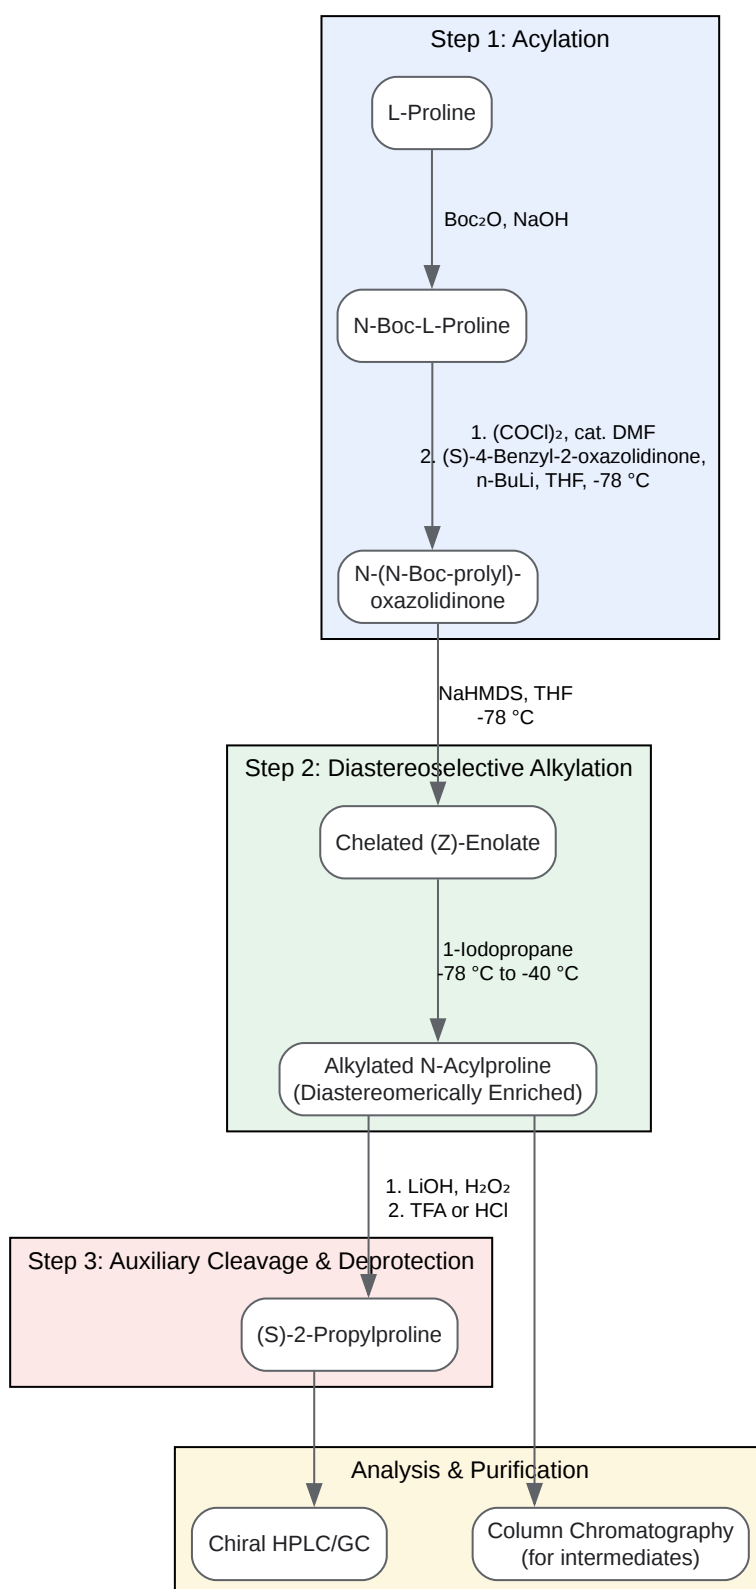 Step 1: Acylation
L-Proline
Boc₂O, NaOH
N-Boc-L-Proline
1. (COCl)₂, cat. DMF
2. (S)-4-Benzyl-2-oxazolidinone,
n-BuLi, THF, -78 °C
N-(N-Boc-prolyl)-
oxazolidinone
NaHMDS, THF
-78 °C
Step 2: Diastereoselective Alkylation
Chelated (Z)-Enolate
1-Iodopropane
-78 °C to -40 °C
Alkylated N-Acylproline
(Diastereomerically Enriched)
1. LiOH, H₂O₂
2. TFA or HCl
Step 3: Auxiliary Cleavage & Deprotection
(S)-2-Propylproline
Analysis & Purification
Chiral HPLC/GC
Column Chromatography
(for intermediates)